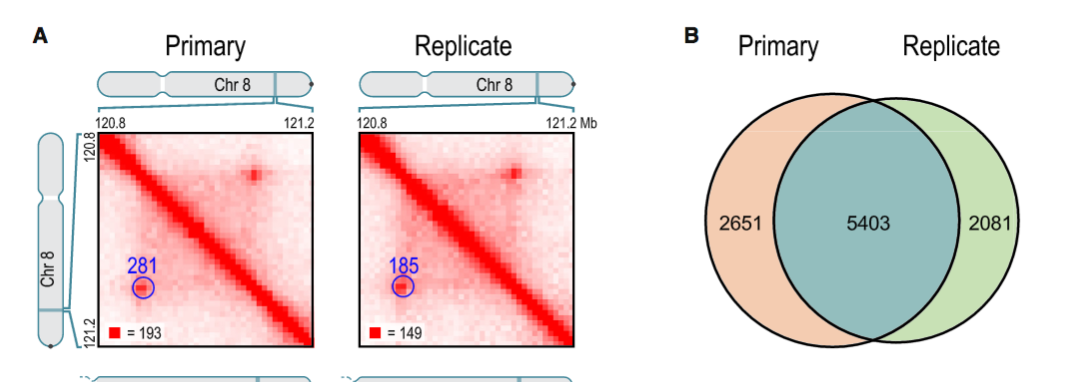 A
Primary
Replicate
Chr 8
Chr 8
120.8
121.2
120.8
121.2 Mb
120.8
Chr 8
121.2
281
= 193
185
= 149
B
Primary
Replicate
2651
5403
2081